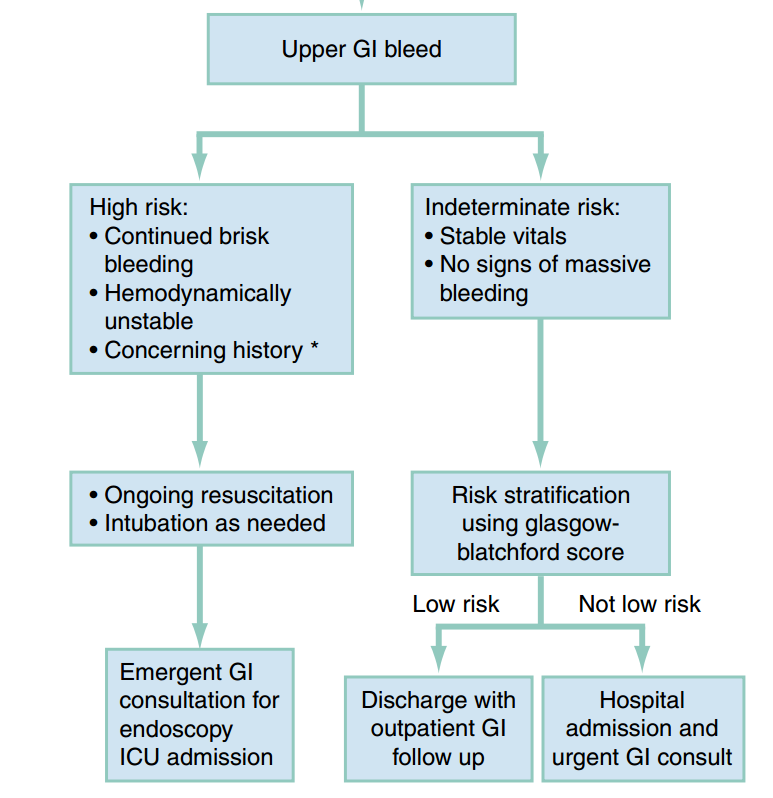 Upper GI bleed
High risk:
• Continued brisk
bleeding
• Hemodynamically
unstable
• Concerning history *
Indeterminate risk:
• Stable vitals
• No signs of massive
bleeding
• Ongoing resuscitation
• Intubation as needed
Risk stratification
using glasgow-
blatchford score
Low risk
Not low risk
Emergent GI
consultation for
endoscopy
ICU admission
Discharge with
outpatient GI
follow up
Hospital
admission and
urgent GI consult